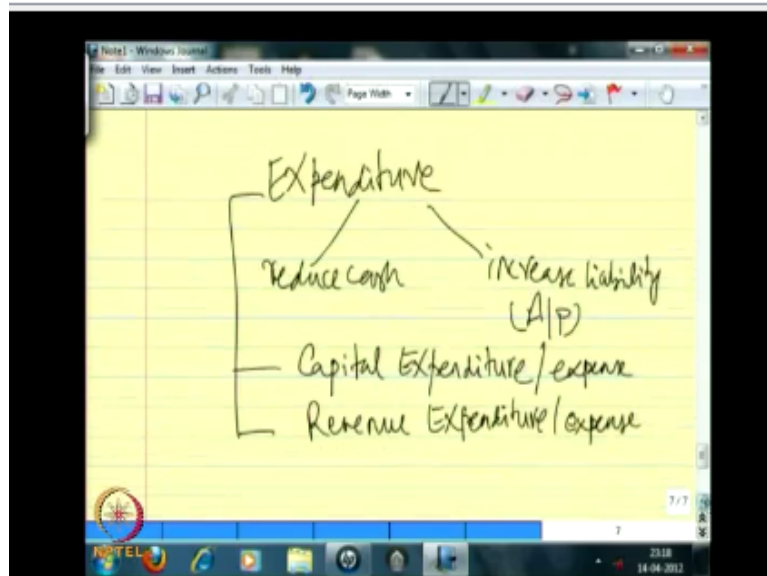 Note1 - Windows Journal
File Edit View Insert Actions Tools Help
Page Width
Expenditure
reduce cash
increase liability
(A/P)
Capital Expenditure/expense
Revenue Expenditure/expense
7/7
7
NPTEL
23:18
14-04-2012